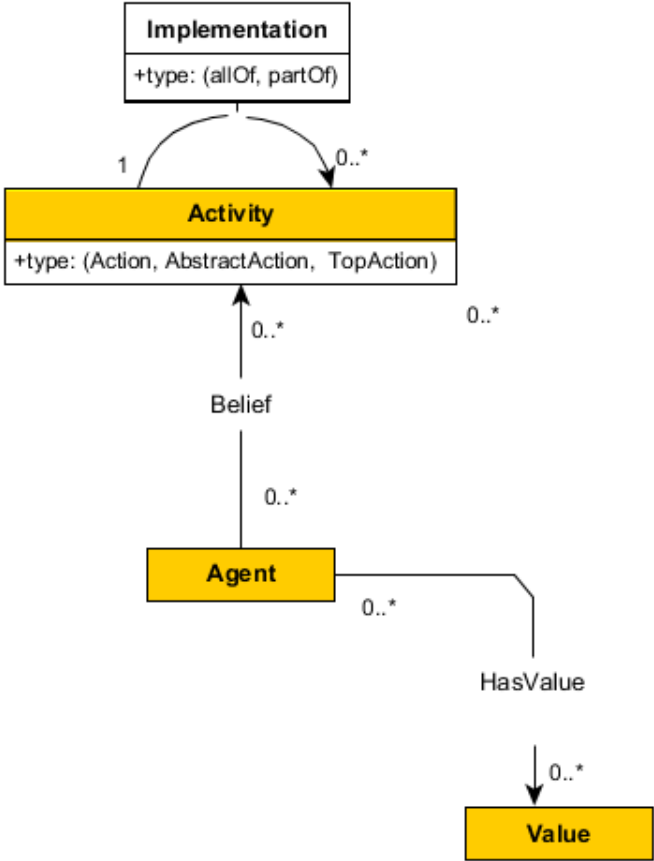 Implementation
+type: (allOf, partOf)
1
0..*
Activity
+type: (Action, AbstractAction, TopAction)
0..*
0..*
Belief
0..*
Agent
0..*
HasValue
0..*
Value